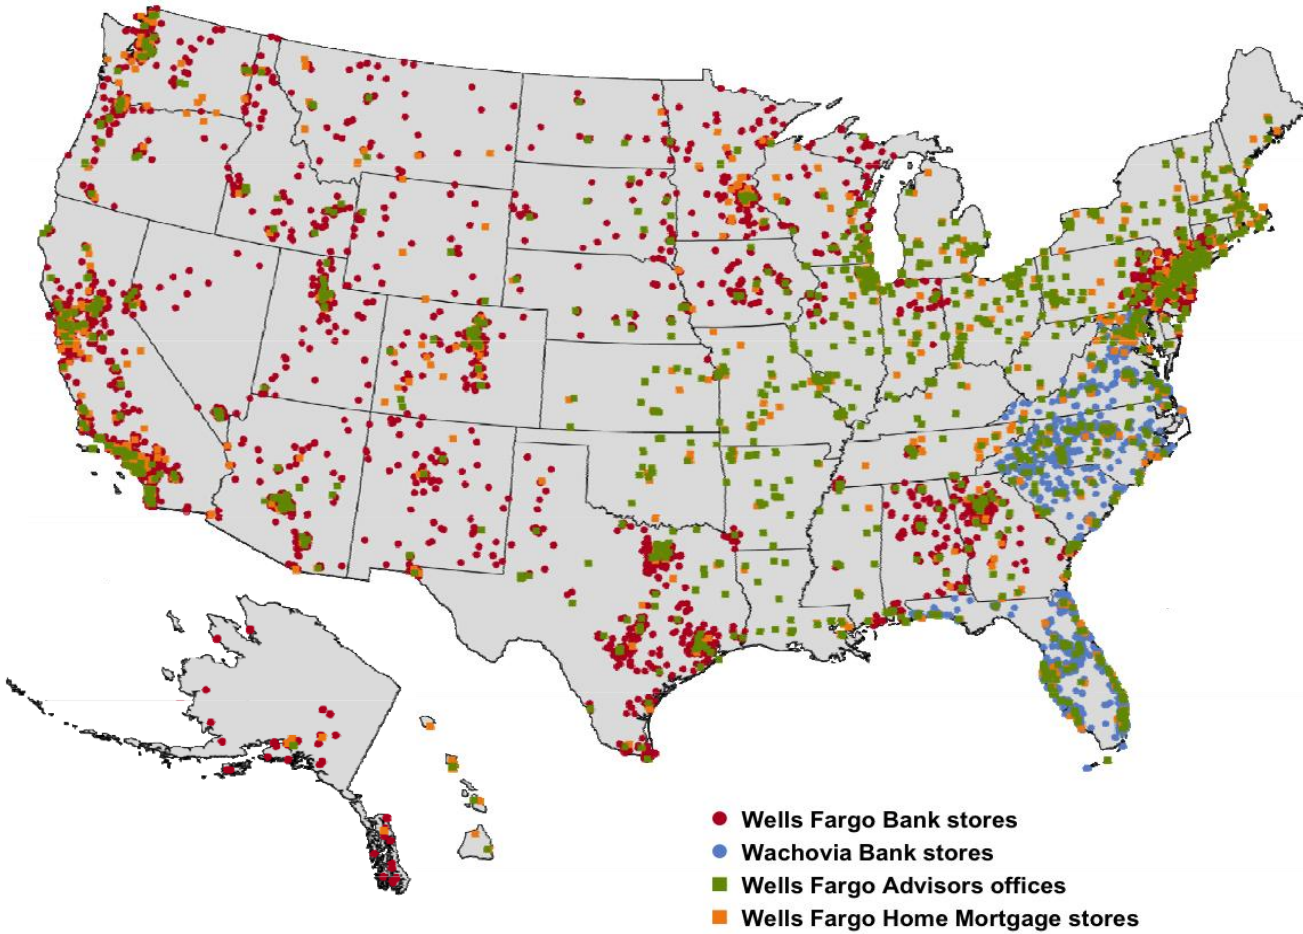 Wells Fargo Bank stores
Wachovia Bank stores
Wells Fargo Advisors offices
Wells Fargo Home Mortgage stores